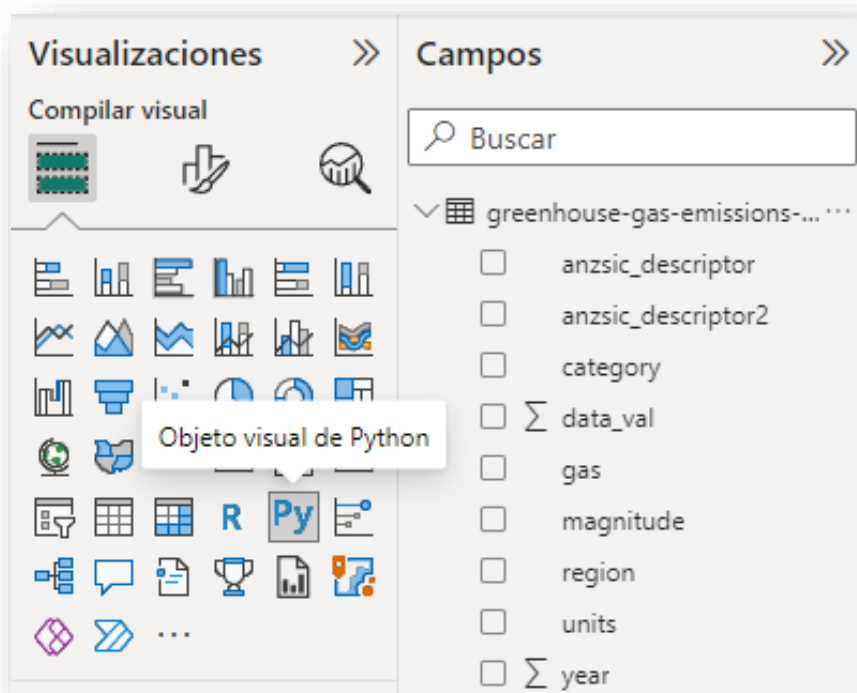 Visualizaciones
Compilar visual
Objeto visual de Python
R
Py
Campos
Buscar
greenhouse-gas-emissions-...
anzsic_descriptor
anzsic_descriptor2
category
∑ data_val
gas
magnitude
region
units
∑ year